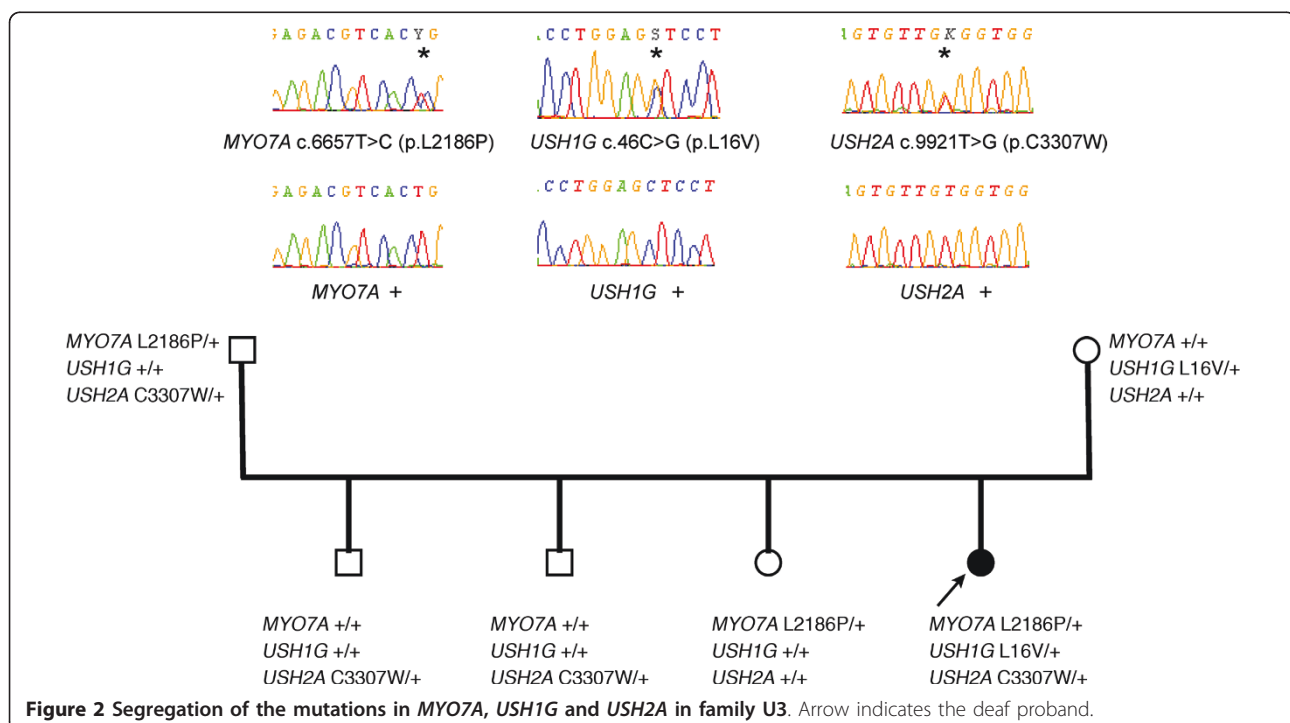 GAGACGTCACYG
.CCTGGAGSTCCT
GTGTTGKGGTGG
*
*
*
MYO7A c.6657T>C (p.L2186P)
USH1G c.46C>G (p.L16V)
USH2A c.9921T>G (p.C3307W)
GAGACGTCACTG
.CCTGGAGCTCCT
GTGTTGTGGTGG
MYO7A +
USH1G +
USH2A +
MYO7A L2186P/+
USH1G +/+
USH2A C3307W/+
MYO7A +/+
USH1G L16V/+
USH2A +/+
MYO7A +/+
USH1G +/+
USH2A C3307W/+
MYO7A +/+
USH1G +/+
USH2A C3307W/+
MYO7A L2186P/+
USH1G +/+
USH2A +/+
MYO7A L2186P/+
USH1G L16V/+
USH2A C3307W/+
Figure 2 Segregation of the mutations in MYO7A, USH1G and USH2A in family U3. Arrow indicates the deaf proband.